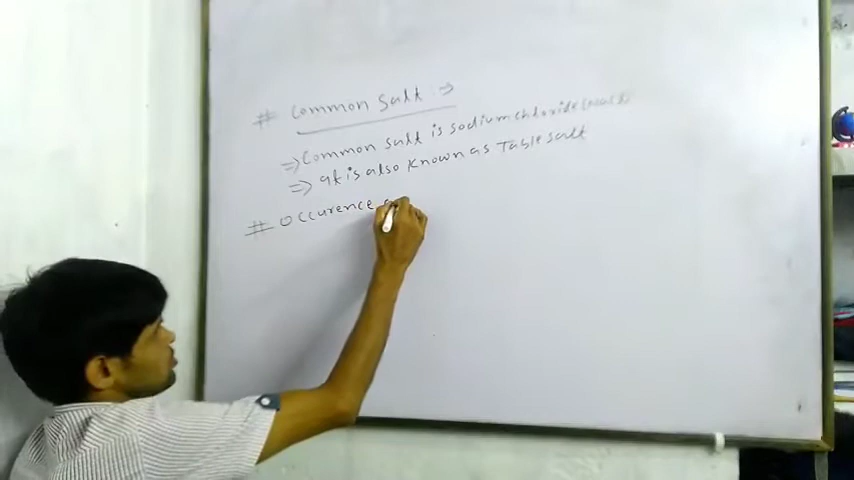 # Common Salt :⇒
⇒ Common salt is sodium chloride (NaCl)
⇒ It is also known as Table salt
# Occurence